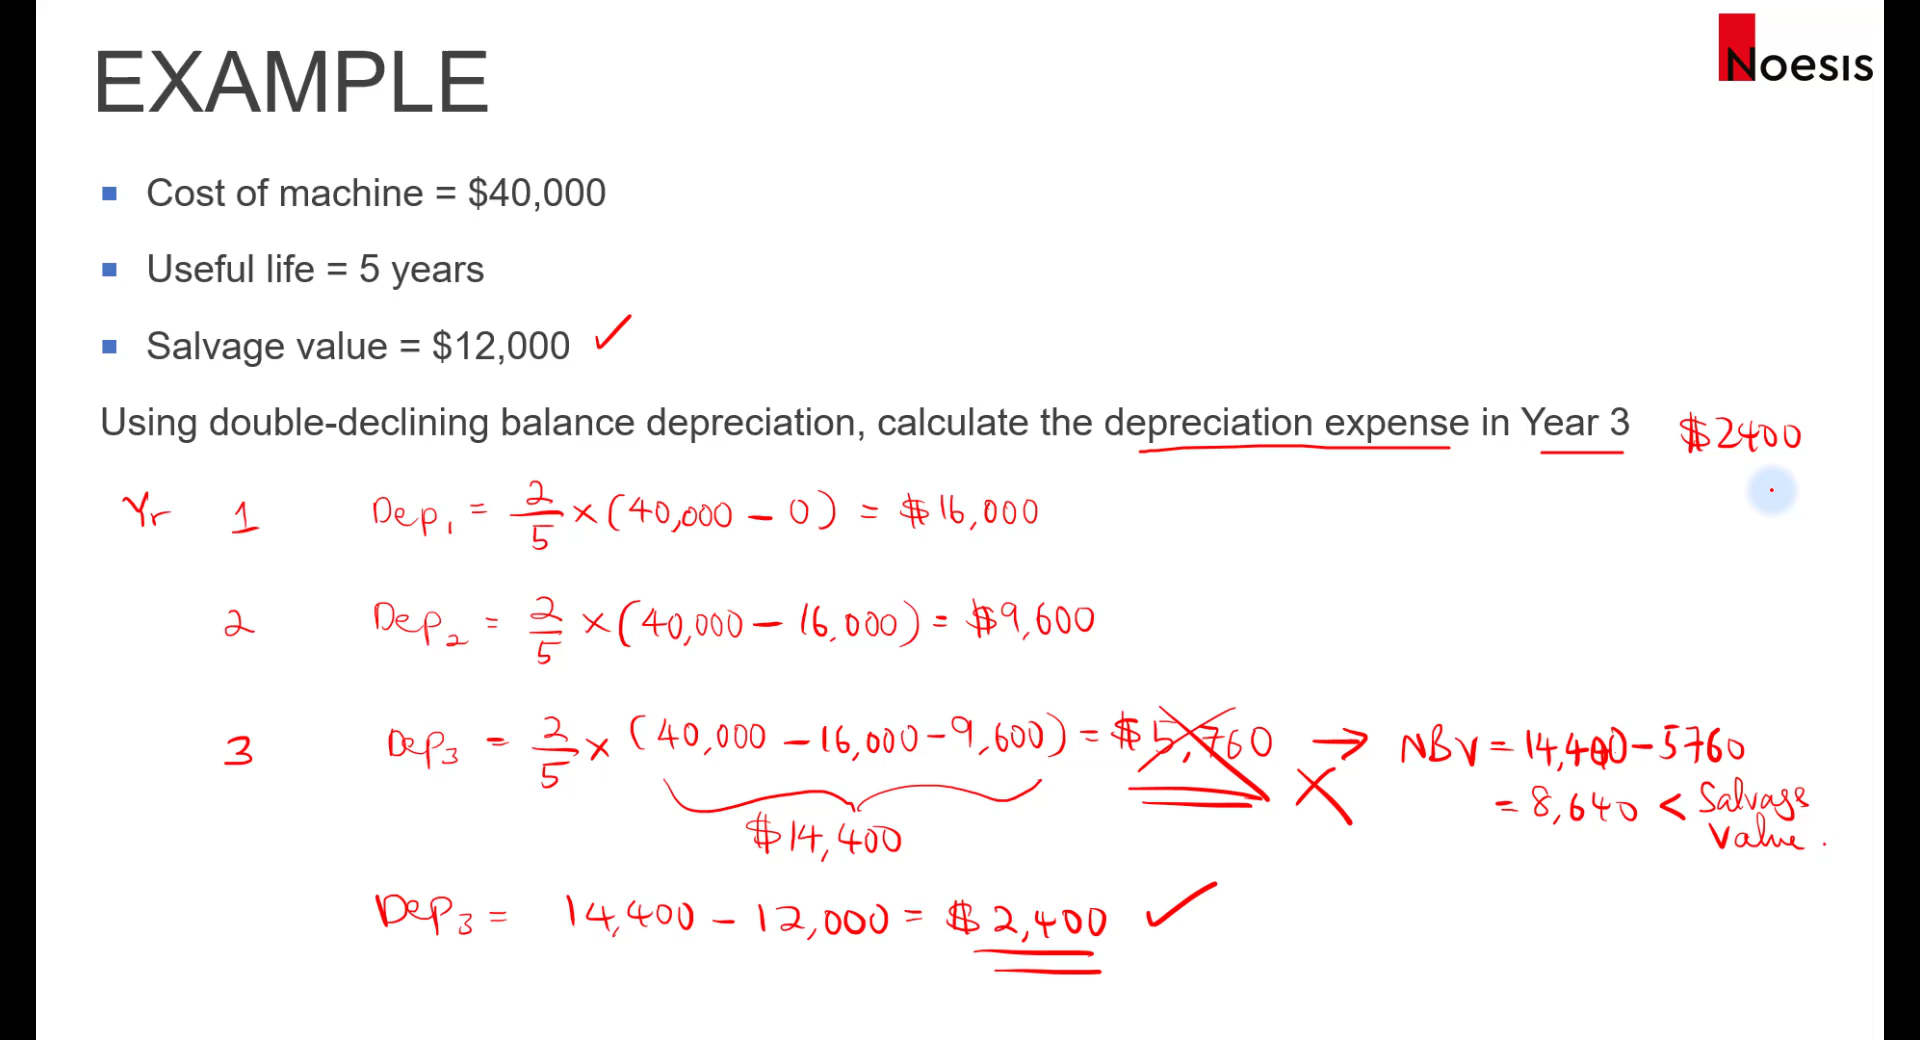 Noesis
EXAMPLE
Cost of machine = $40,000
Useful life = 5 years
Salvage value = $12,000 ✓
Using double-declining balance depreciation, calculate the depreciation expense in Year 3 $2400
Yr 1 Dep₁ = 2/5 × (40,000 − 0) = $16,000
2 Dep₂ = 2/5 × (40,000 − 16,000) = $9,600
3 Dep₃ = 2/5 × (40,000 − 16,000 − 9,600) = $5,760 → NBV = 14,400 − 5760
= 8,640 < Salvage
Value.
$14,400
Dep₃ = 14,400 − 12,000 = $2,400 ✓